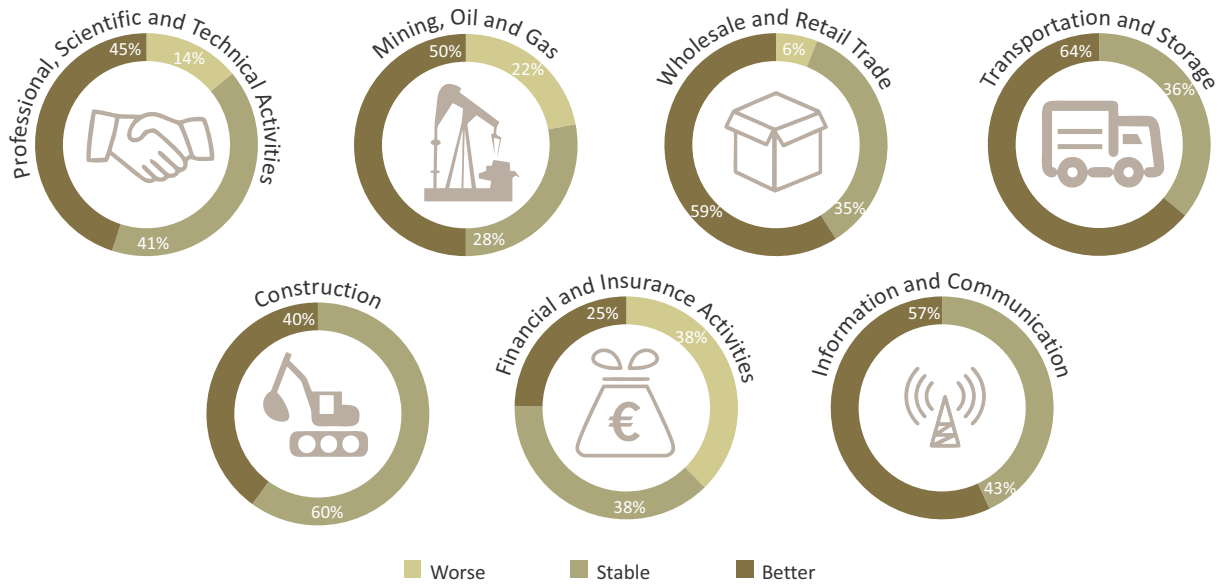 Professional, Scientific and Technical Activities
45%
14%
41%
Mining, Oil and Gas
50%
22%
28%
Wholesale and Retail Trade
6%
59%
35%
Transportation and Storage
64%
36%
Construction
40%
60%
Financial and Insurance Activities
25%
38%
€
38%
Information and Communication
57%
43%
Worse
Stable
Better